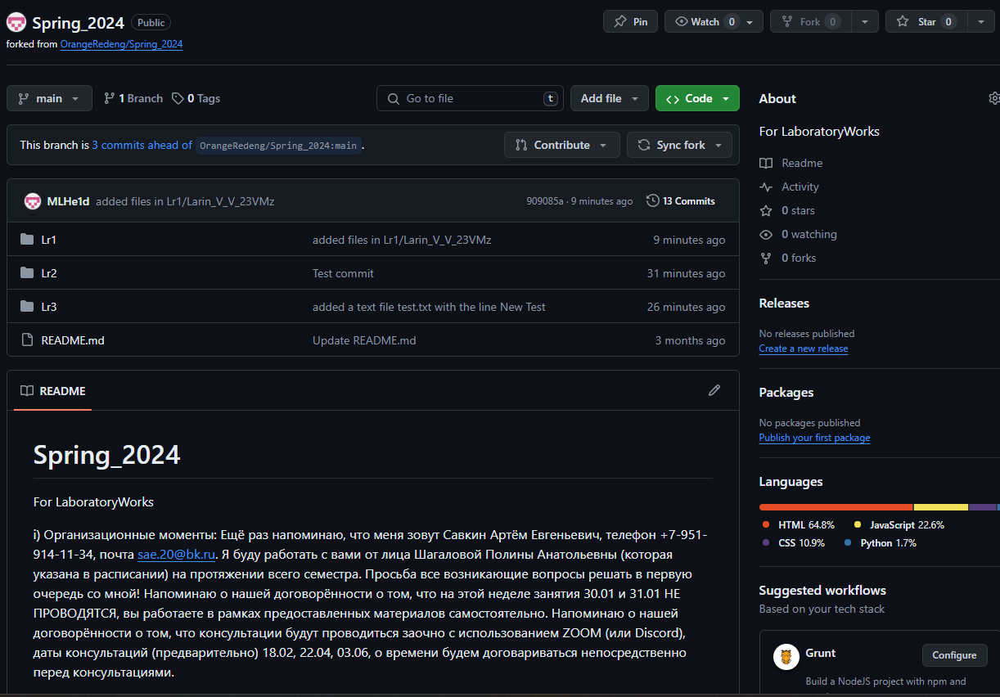 Spring_2024 Public Pin Watch 0 Fork 0 Star 0
forked from OrangeRedeng/Spring_2024
main 1 Branch 0 Tags Go to file t Add file Code
This branch is 3 commits ahead of OrangeRedeng/Spring_2024:main . Contribute Sync fork
MLHe1d added files in Lr1/Larin_V_V_23VMz 909085a · 9 minutes ago 13 Commits
Lr1 added files in Lr1/Larin_V_V_23VMz 9 minutes ago
Lr2 Test commit 31 minutes ago
Lr3 added a text file test.txt with the line New Test 26 minutes ago
README.md Update README.md 3 months ago
README
Spring_2024
For LaboratoryWorks
i) Организационные моменты: Ещё раз напоминаю, что меня зовут Савкин Артём Евгеньевич, телефон +7-951-
914-11-34, почта sae.20@bk.ru. Я буду работать с вами от лица Шагаловой Полины Анатольевны (которая
указана в расписании) на протяжении всего семестра. Просьба все возникающие вопросы решать в первую
очередь со мной! Напоминаю о нашей договорённости о том, что на этой неделе занятия 30.01 и 31.01 НЕ
ПРОВОДЯТСЯ, вы работаете в рамках предоставленных материалов самостоятельно. Напоминаю о нашей
договорённости о том, что консультации будут проводиться заочно с использованием ZOOM (или Discord),
даты консультаций (предварительно) 18.02, 22.04, 03.06, о времени будем договариваться непосредственно
перед консультациями.
About
For LaboratoryWorks
Readme
Activity
0 stars
0 watching
0 forks
Releases
No releases published
Create a new release
Packages
No packages published
Publish your first package
Languages
HTML 64.8% JavaScript 22.6%
CSS 10.9% Python 1.7%
Suggested workflows
Based on your tech stack
Grunt Configure
Build a NodeJS project with npm and